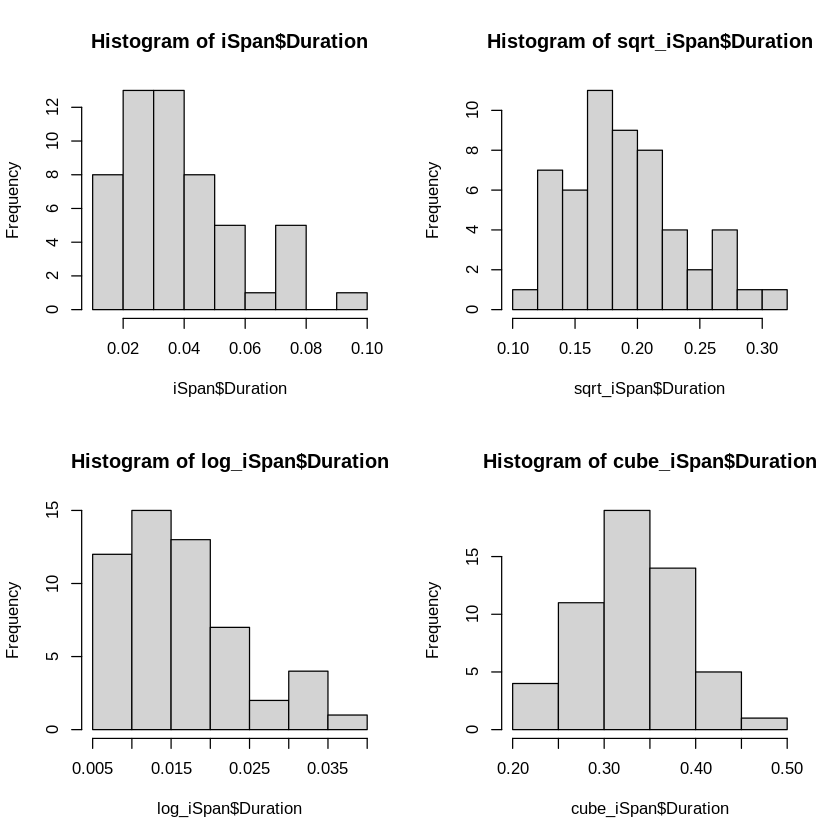 Histogram of iSpan$Duration
Frequency
0 2 4 6 8 10 12
0.02 0.04 0.06 0.08 0.10
iSpan$Duration
Histogram of sqrt_iSpan$Duration
Frequency
0 2 4 6 8 10
0.10 0.15 0.20 0.25 0.30
sqrt_iSpan$Duration
Histogram of log_iSpan$Duration
Frequency
0 5 10 15
0.005 0.015 0.025 0.035
log_iSpan$Duration
Histogram of cube_iSpan$Duration
Frequency
0 5 10 15
0.20 0.30 0.40 0.50
cube_iSpan$Duration